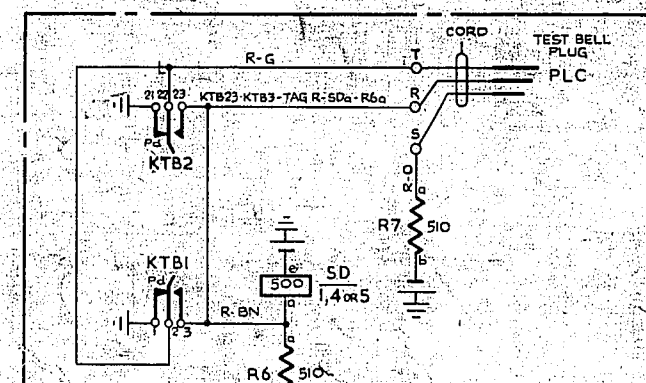 CORD
TEST BELL
PLUG
PLC
R-G
T
L
21 22 23
KTB23-KTB3-TAG R-SDa-R6a
R
Pd
KTB2
S
R-O
a
R7 510
b
KTB1
Pd
e
500
SD
1,4 OR 5
a
1 2 3
R-BN
a
R6 510